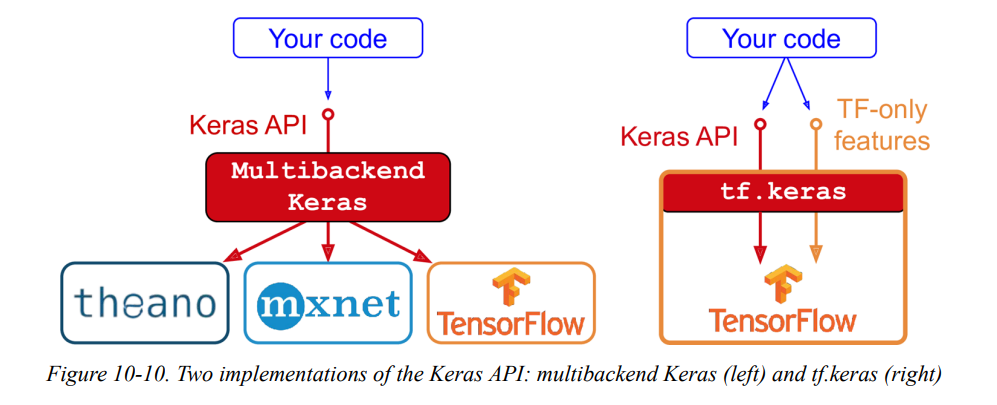 Your code
Keras API
Multibackend
Keras
theano
mxnet
TensorFlow
Your code
Keras API
TF-only
features
tf.keras
TensorFlow
Figure 10-10. Two implementations of the Keras API: multibackend Keras (left) and tf.keras (right)